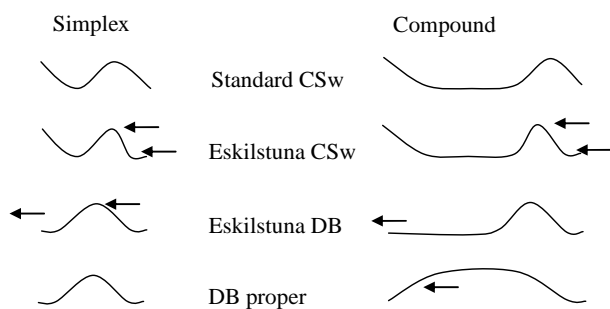 Simplex Compound
Standard CSw
Eskilstuna CSw
Eskilstuna DB
DB proper